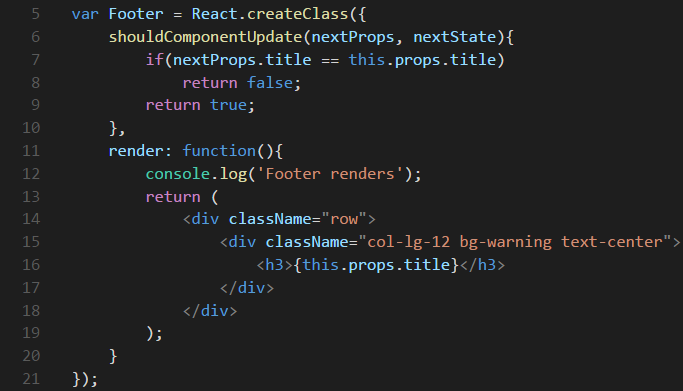 5 var Footer = React.createClass({
6     shouldComponentUpdate(nextProps, nextState){
7         if(nextProps.title == this.props.title)
8             return false;
9         return true;
10     },
11     render: function(){
12         console.log('Footer renders');
13         return (
14             <div className="row">
15                 <div className="col-lg-12 bg-warning text-center">
16                     <h3>{this.props.title}</h3>
17                 </div>
18             </div>
19         );
20     }
21 });